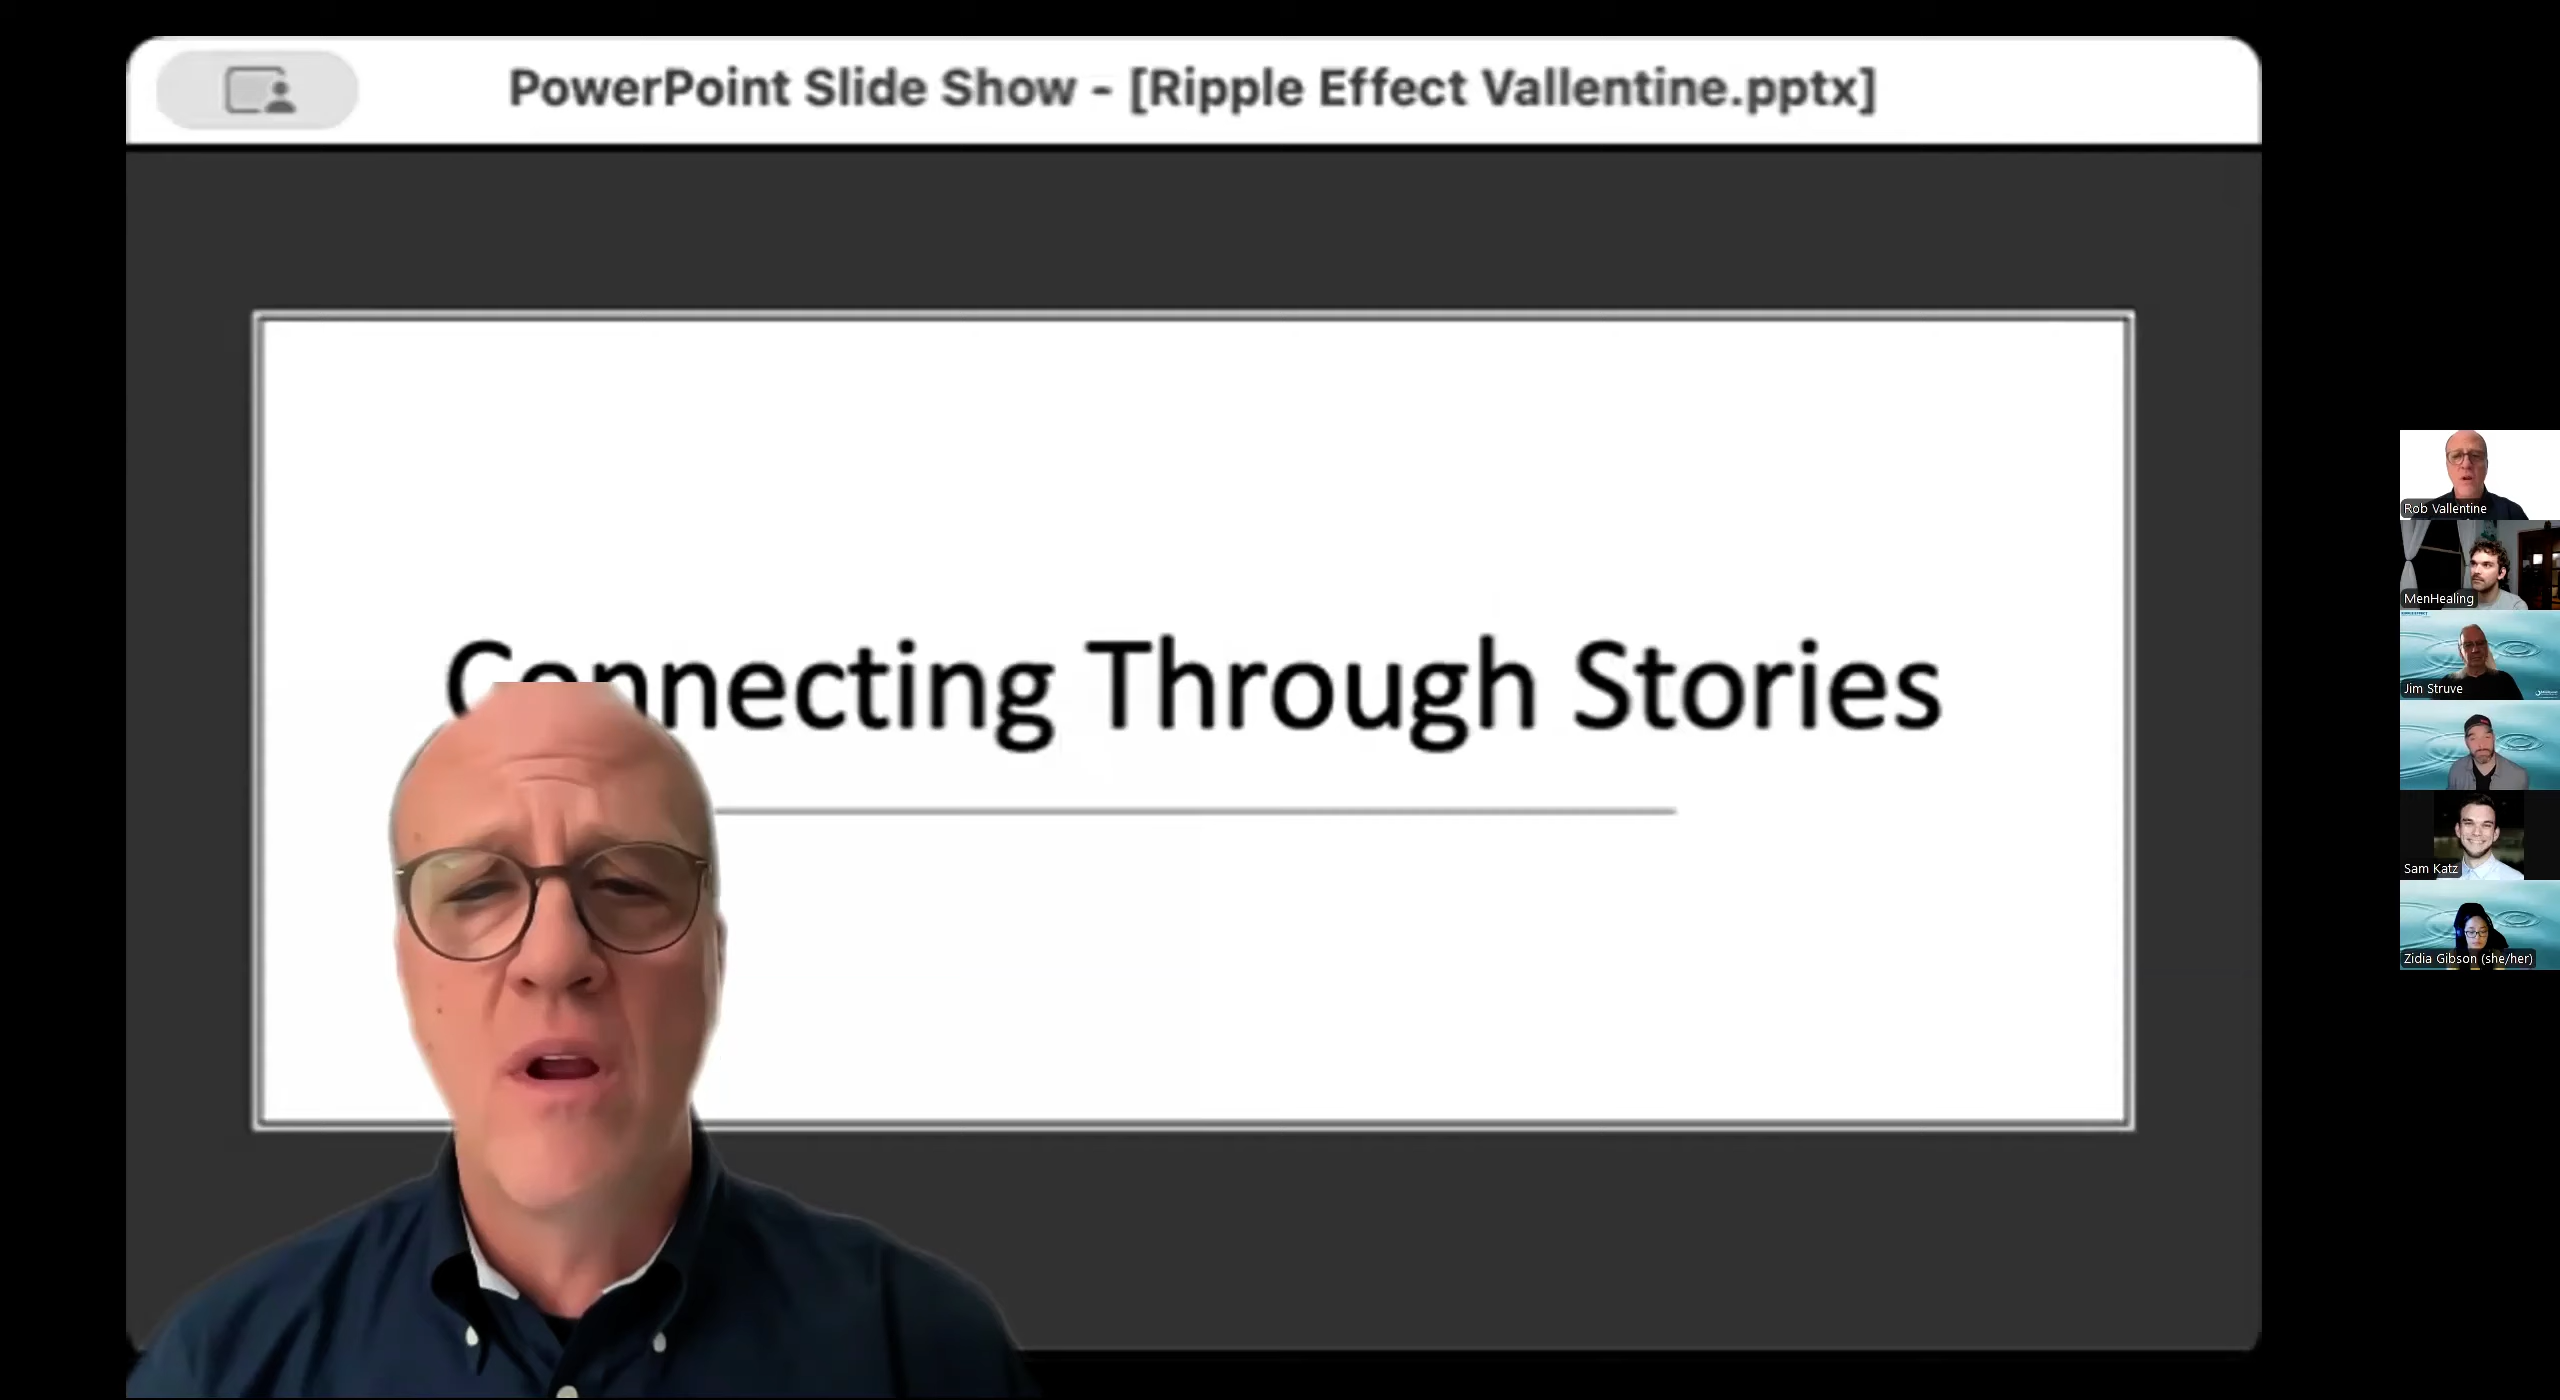 PowerPoint Slide Show - [Ripple Effect Vallentine.pptx]
Connecting Through Stories
Rob Vallentine
MenHealing
Jim Struve
Sam Katz
Zidia Gibson (she/her)